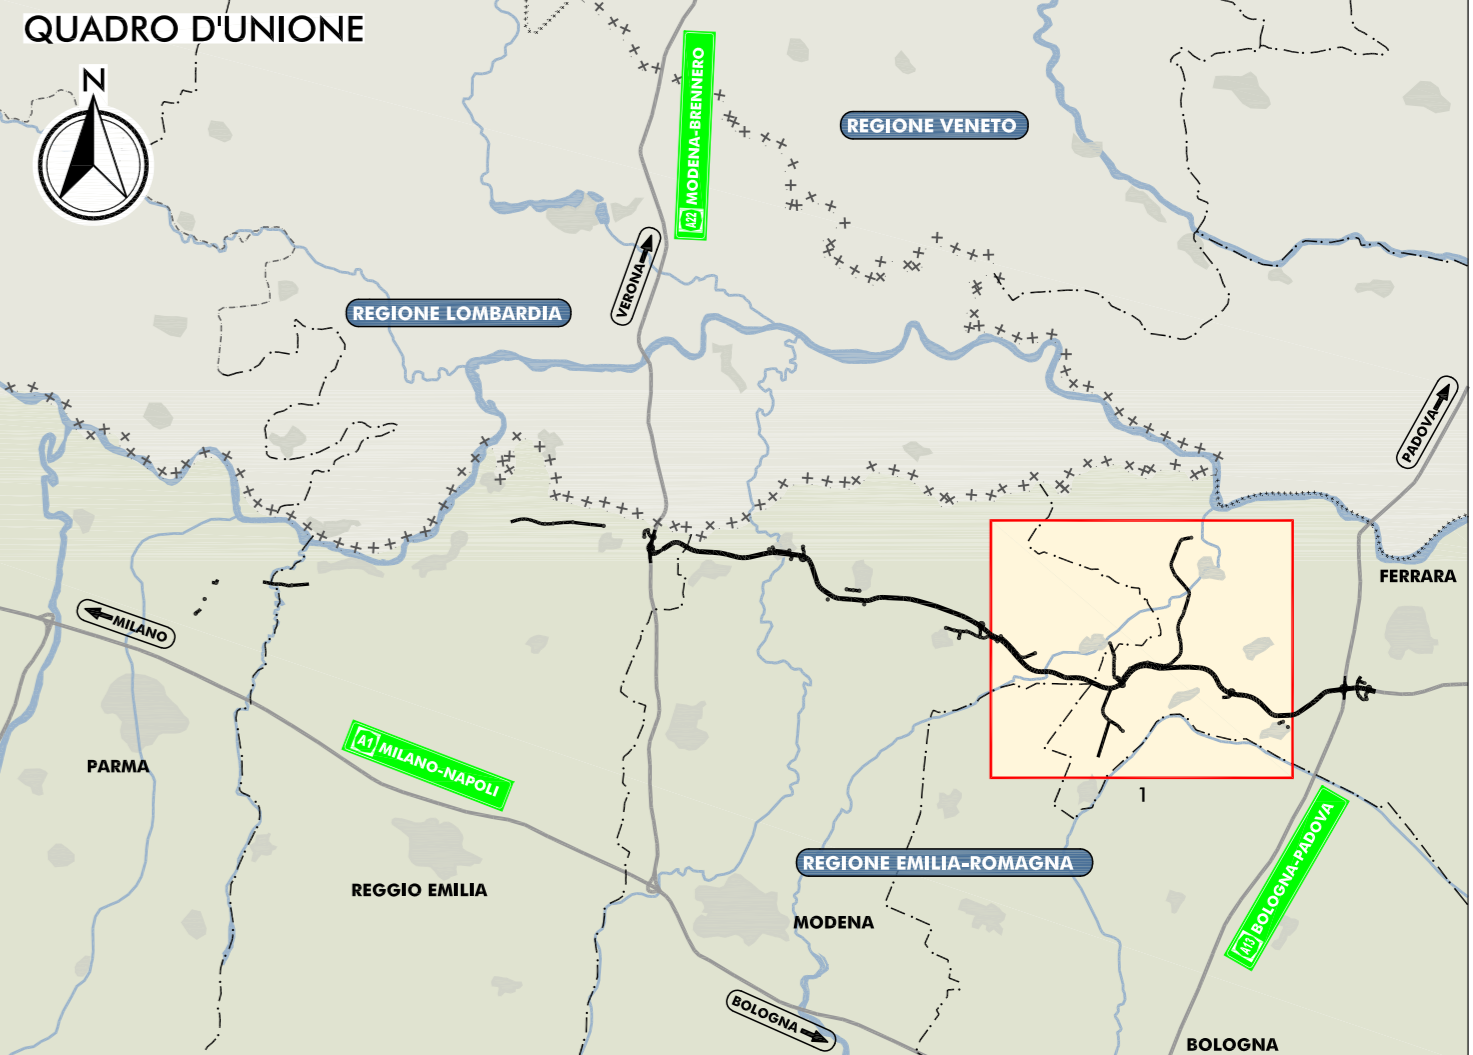 QUADRO D'UNIONE
N
A22 MODENA-BRENNERO
REGIONE VENETO
VERONA
REGIONE LOMBARDIA
PADOVA
FERRARA
MILANO
PARMA
A1 MILANO-NAPOLI
1
REGIONE EMILIA-ROMAGNA
A13 BOLOGNA-PADOVA
REGGIO EMILIA
MODENA
BOLOGNA
BOLOGNA